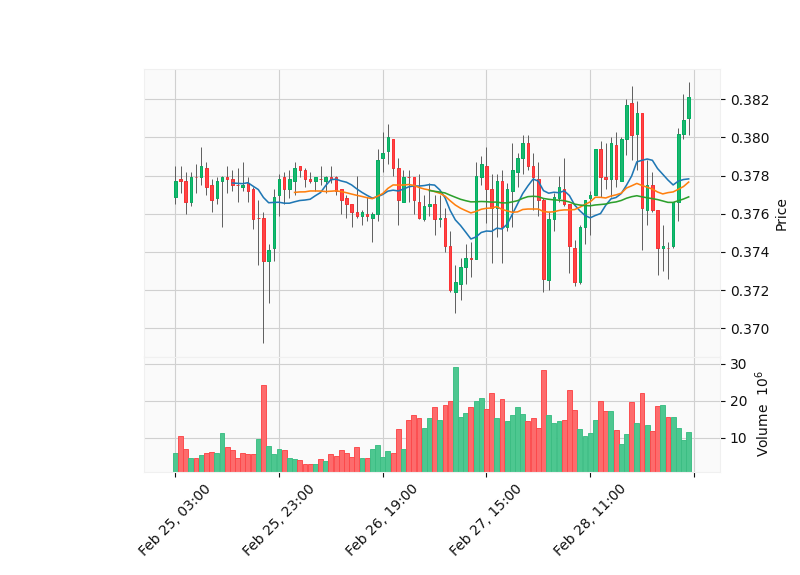 0.382
0.380
0.378
0.376
0.374
0.372
0.370
Price
30
20
10
Volume 10^6
Feb 25, 03:00
Feb 25, 23:00
Feb 26, 19:00
Feb 27, 15:00
Feb 28, 11:00